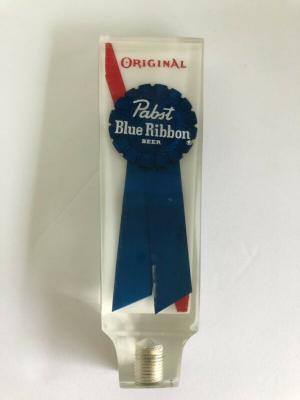 ORIGINAL
Pabst
Blue Ribbon
BEER
®